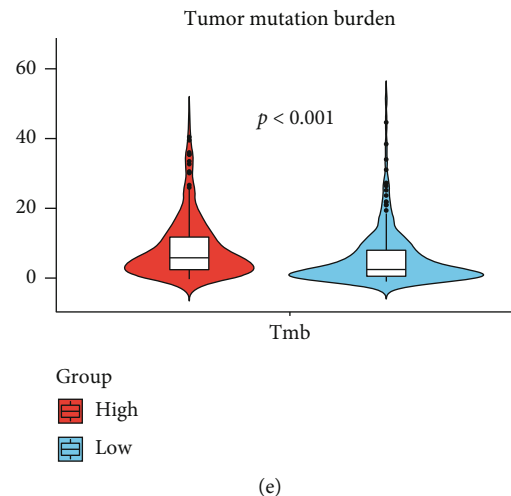 Tumor mutation burden
60
40
20
0
p < 0.001
Tmb
Group
High
Low
(e)